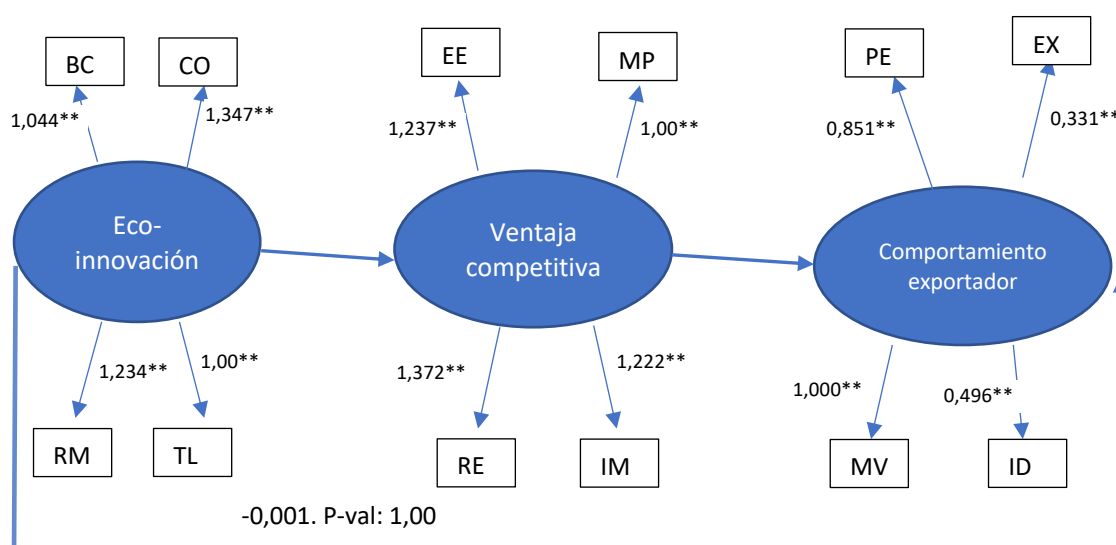 BC
CO
EE
MP
PE
EX
1,044**
1,347**
1,237**
1,00**
0,851**
0,331**
Eco-
innovación
Ventaja
competitiva
Comportamiento
exportador
1,234**
1,00**
1,372**
1,222**
1,000**
0,496**
RM
TL
RE
IM
MV
ID
-0,001. P-val: 1,00